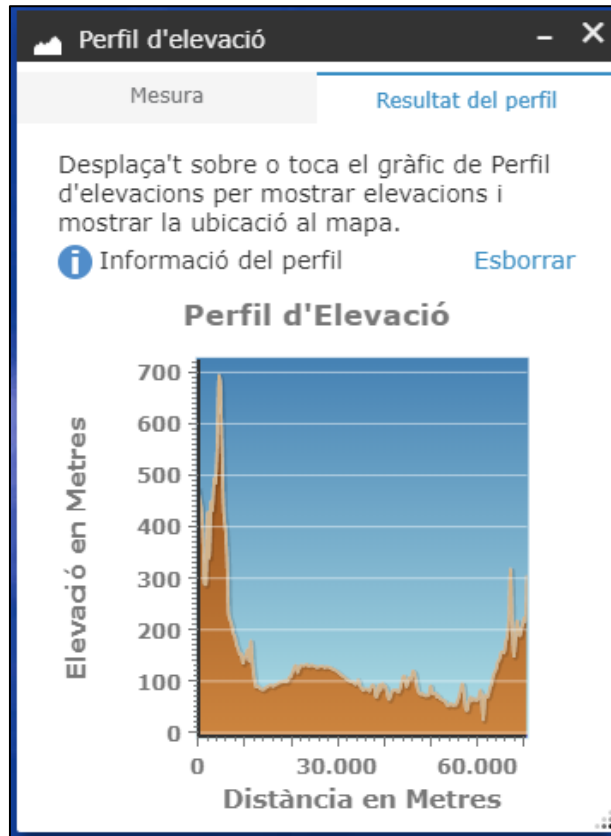 Perfil d'elevació
Mesura
Resultat del perfil
Desplaça't sobre o toca el gràfic de Perfil
d'elevacions per mostrar elevacions i
mostrar la ubicació al mapa.
Informació del perfil
Esborrar
Perfil d'Elevació
Elevació en Metres
700
600
500
400
300
200
100
0
0 30.000 60.000
Distància en Metres